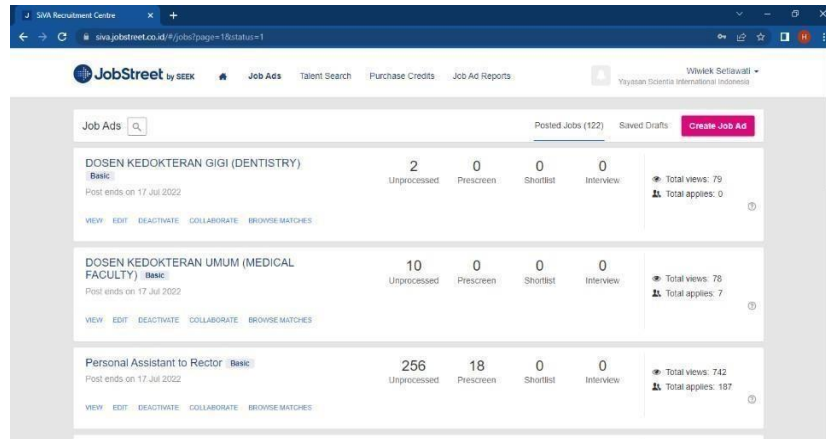 SiVA Recruitment Centre
siva.jobstreet.co.id/#/jobs?page=1&status=1
JobStreet by SEEK Job Ads Talent Search Purchase Credits Job Ad Reports
Wiwiek Setiawati
Yayasan Scientia International Indonesia
Job Ads Posted Jobs (122) Saved Drafts Create Job Ad
DOSEN KEDOKTERAN GIGI (DENTISTRY)
Basic
Post ends on 17 Jul 2022
VIEW EDIT DEACTIVATE COLLABORATE BROWSE MATCHES
2 0 0 0
Unprocessed Prescreen Shortlist Interview
Total views: 79
Total applies: 0
DOSEN KEDOKTERAN UMUM (MEDICAL
FACULTY) Basic
Post ends on 17 Jul 2022
VIEW EDIT DEACTIVATE COLLABORATE BROWSE MATCHES
10 0 0 0
Unprocessed Prescreen Shortlist Interview
Total views: 78
Total applies: 7
Personal Assistant to Rector Basic
Post ends on 17 Jul 2022
VIEW EDIT DEACTIVATE COLLABORATE BROWSE MATCHES
256 18 0 0
Unprocessed Prescreen Shortlist Interview
Total views: 742
Total applies: 187